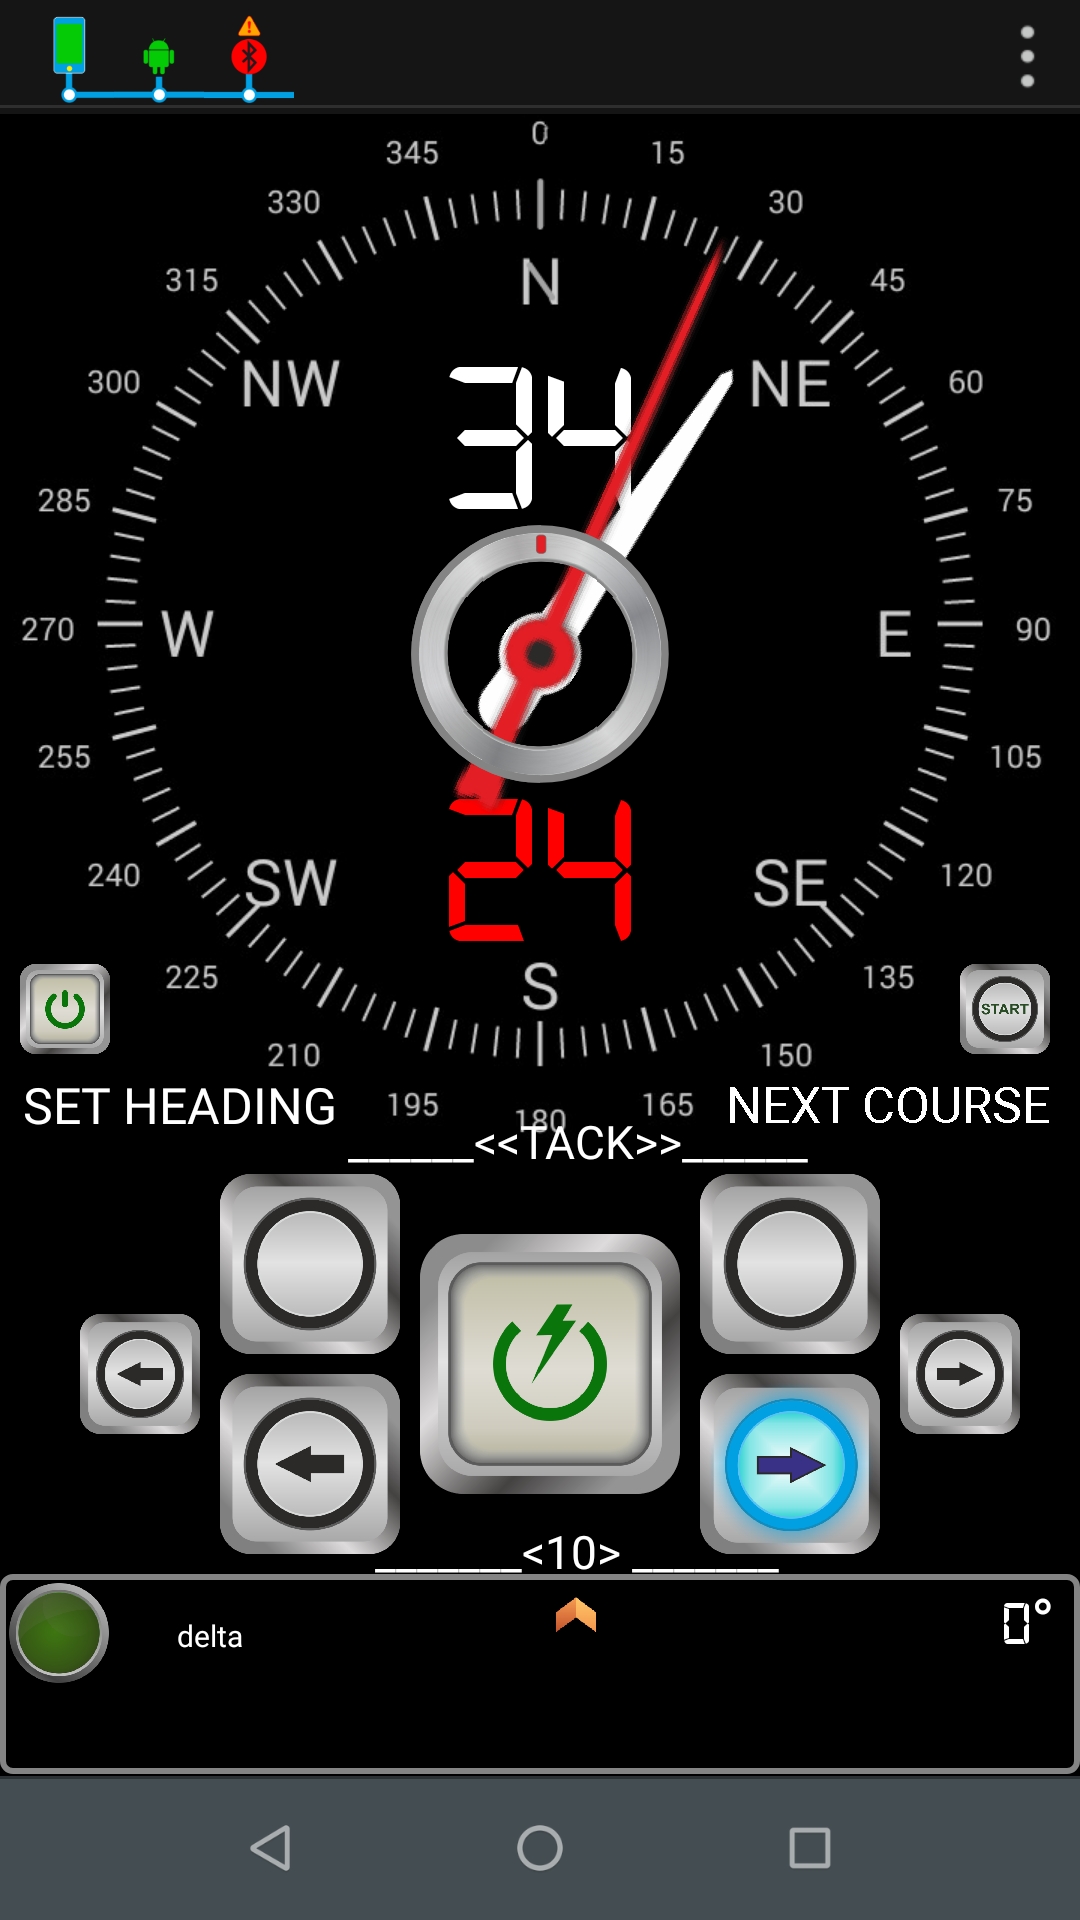 0
345 15
330 30
N
315 45
NW NE
300 60
34
285 75
W E
270 90
255 105
24
SW SE
240 120
S
225 135
START
210 150
SET HEADING 195 180 165 NEXT COURSE
______<<TACK>>______
_______<10>_______
delta 0°